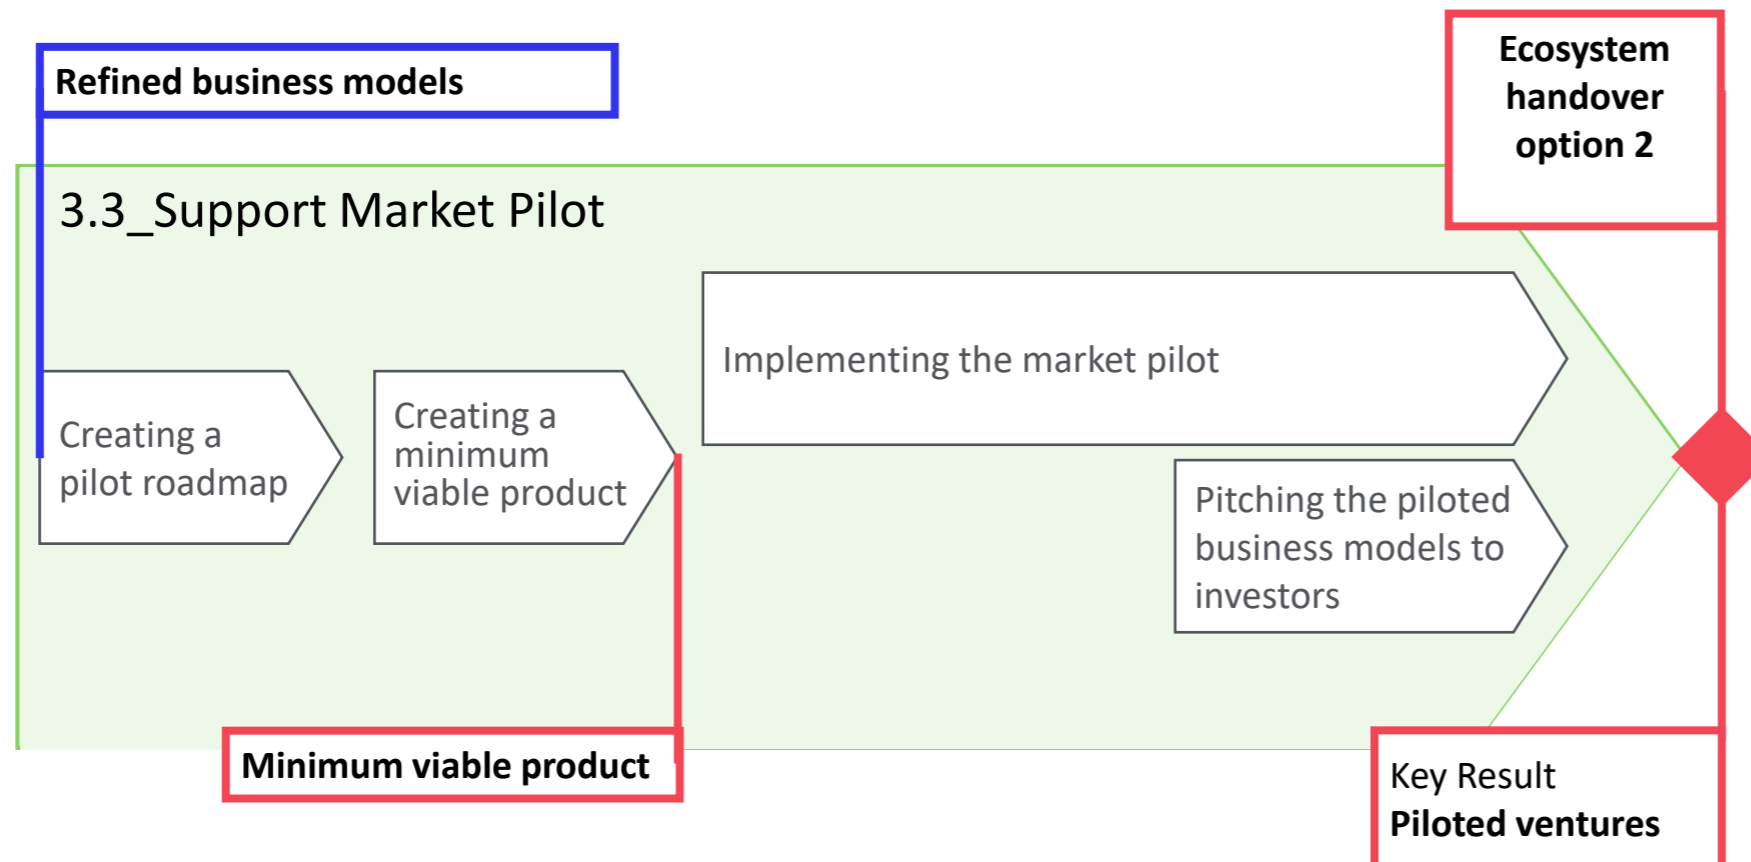 Refined business models
Ecosystem
handover
option 2
3.3_Support Market Pilot
Creating a
pilot roadmap
Creating a
minimum
viable product
Implementing the market pilot
Pitching the piloted
business models to
investors
Minimum viable product
Key Result
Piloted ventures